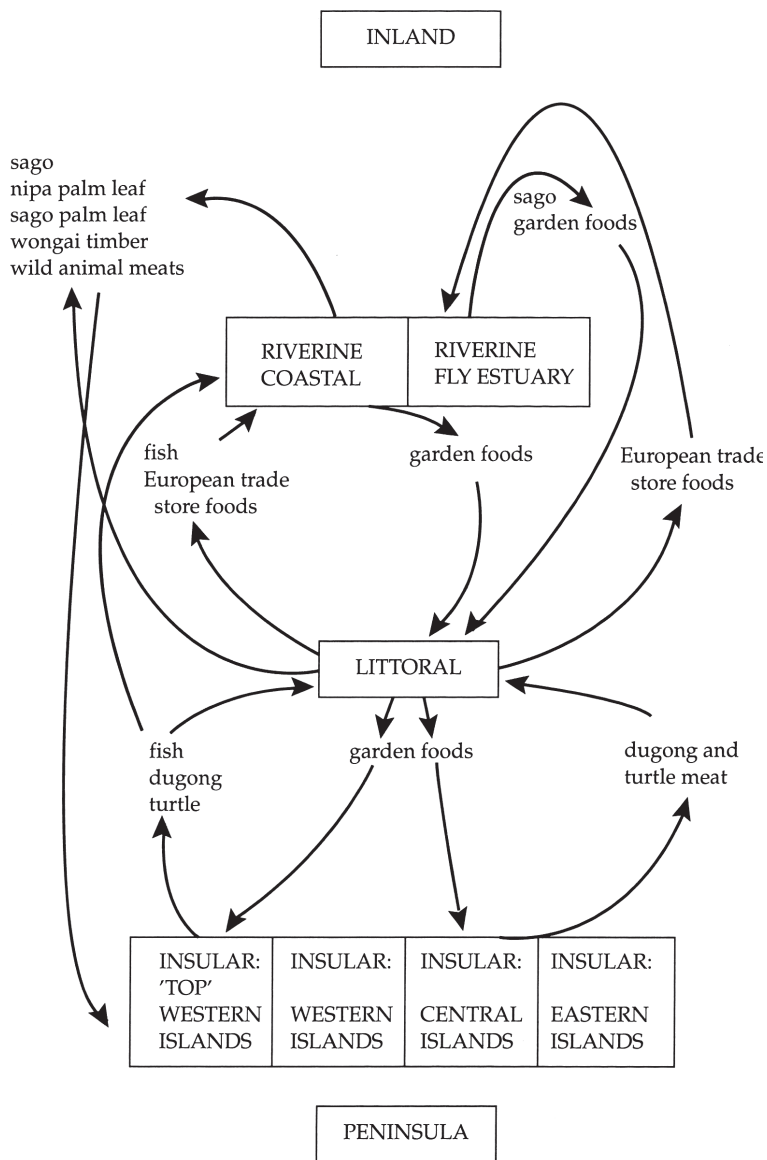 INLAND
sago
nipa palm leaf
sago palm leaf
wongai timber
wild animal meats
sago
garden foods
RIVERINE
COASTAL
RIVERINE
FLY ESTUARY
fish
European trade
store foods
garden foods
European trade
store foods
LITTORAL
fish
dugong
turtle
garden foods
dugong and
turtle meat
INSULAR:
'TOP'
WESTERN
ISLANDS
INSULAR:
WESTERN
ISLANDS
INSULAR:
CENTRAL
ISLANDS
INSULAR:
EASTERN
ISLANDS
PENINSULA